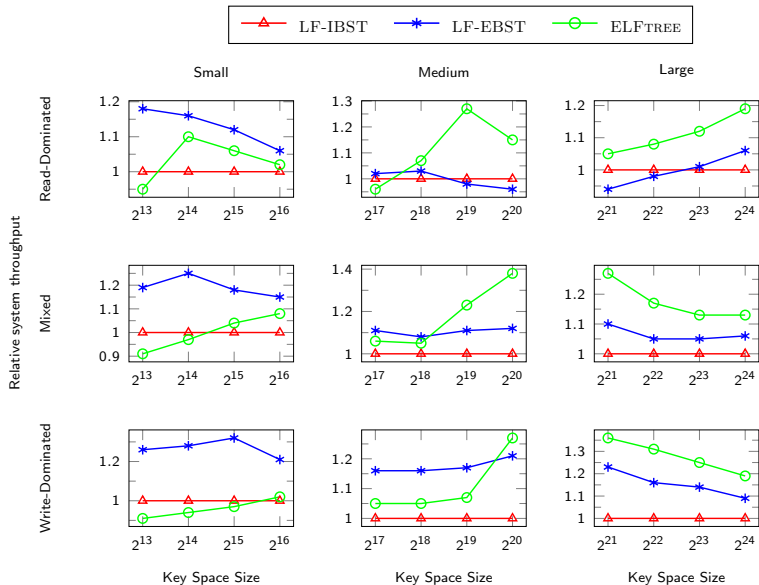 LF-IBST LF-EBST ELFTREE
Small Medium Large
Relative system throughput
Read-Dominated
1.2
1.1
1
2^13 2^14 2^15 2^16
1.3
1.2
1.1
1
2^17 2^18 2^19 2^20
1.2
1.1
1
2^21 2^22 2^23 2^24
Mixed
1.2
1.1
1
0.9
2^13 2^14 2^15 2^16
1.4
1.2
1
2^17 2^18 2^19 2^20
1.2
1.1
1
2^21 2^22 2^23 2^24
Write-Dominated
1.2
1
2^13 2^14 2^15 2^16
1.2
1.1
1
2^17 2^18 2^19 2^20
1.3
1.2
1.1
1
2^21 2^22 2^23 2^24
Key Space Size Key Space Size Key Space Size